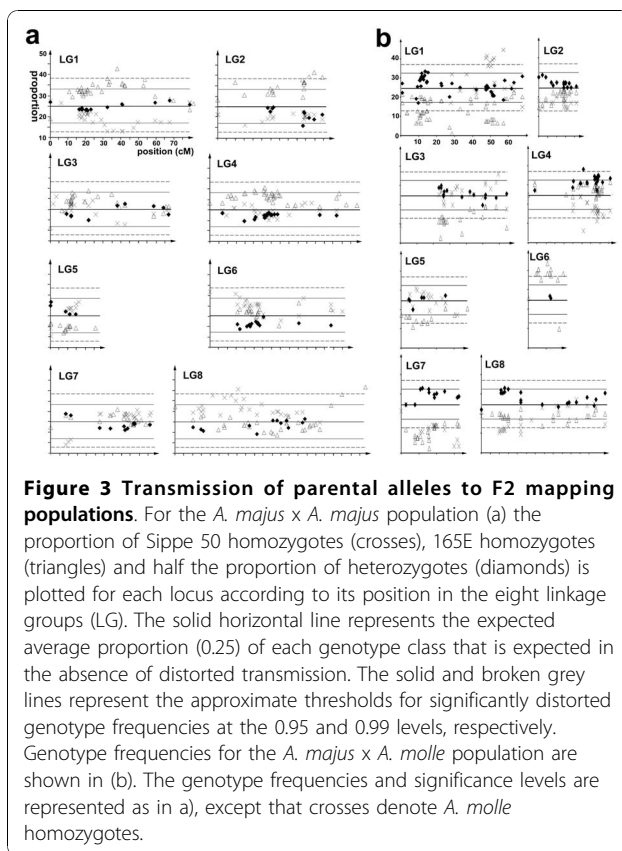 a
b
LG1
LG2
50
40
30
20
10
proportion
0 10 20 30 40 50 60 70
position (cM)
LG3
LG4
LG5
LG6
LG7
LG8
LG1
LG2
40
30
20
10
0
0 10 20 30 40 50 60
LG3
LG4
LG5
LG6
LG7
LG8
Figure 3 Transmission of parental alleles to F2 mapping
populations. For the A. majus x A. majus population (a) the
proportion of Sippe 50 homozygotes (crosses), 165E homozygotes
(triangles) and half the proportion of heterozygotes (diamonds) is
plotted for each locus according to its position in the eight linkage
groups (LG). The solid horizontal line represents the expected
average proportion (0.25) of each genotype class that is expected in
the absence of distorted transmission. The solid and broken grey
lines represent the approximate thresholds for significantly distorted
genotype frequencies at the 0.95 and 0.99 levels, respectively.
Genotype frequencies for the A. majus x A. molle population are
shown in (b). The genotype frequencies and significance levels are
represented as in a), except that crosses denote A. molle
homozygotes.